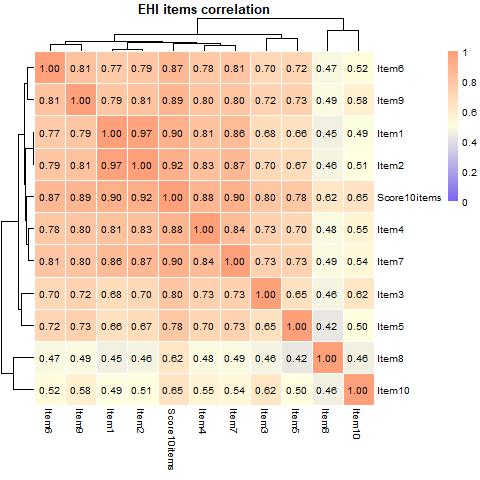 EHI items correlation
1.00 0.81 0.77 0.79 0.87 0.78 0.81 0.70 0.72 0.47 0.52 Item6
0.81 1.00 0.79 0.81 0.89 0.80 0.80 0.72 0.73 0.49 0.58 Item9
0.77 0.79 1.00 0.97 0.90 0.81 0.86 0.68 0.66 0.45 0.49 Item1
0.79 0.81 0.97 1.00 0.92 0.83 0.87 0.70 0.67 0.46 0.51 Item2
0.87 0.89 0.90 0.92 1.00 0.88 0.90 0.80 0.78 0.62 0.65 Score10items
0.78 0.80 0.81 0.83 0.88 1.00 0.84 0.73 0.70 0.48 0.55 Item4
0.81 0.80 0.86 0.87 0.90 0.84 1.00 0.73 0.73 0.49 0.54 Item7
0.70 0.72 0.68 0.70 0.80 0.73 0.73 1.00 0.65 0.46 0.62 Item3
0.72 0.73 0.66 0.67 0.78 0.70 0.73 0.65 1.00 0.42 0.50 Item5
0.47 0.49 0.45 0.46 0.62 0.48 0.49 0.46 0.42 1.00 0.46 Item8
0.52 0.58 0.49 0.51 0.65 0.55 0.54 0.62 0.50 0.46 1.00 Item10
Item6 Item9 Item1 Item2 Score10items Item4 Item7 Item3 Item5 Item8 Item10
1
0.8
0.6
0.4
0.2
0